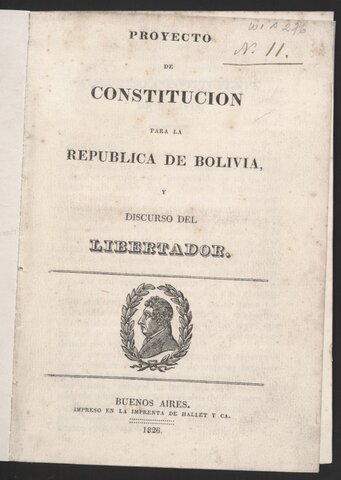 PROYECTO
N. 11.
DE
CONSTITUCION
PARA LA
REPUBLICA DE BOLIVIA,
Y
DISCURSO DEL
LIBERTADOR.
BUENOS AIRES.
IMPRESO EN LA IMPRENTA DE HALLET Y CA.
1826.